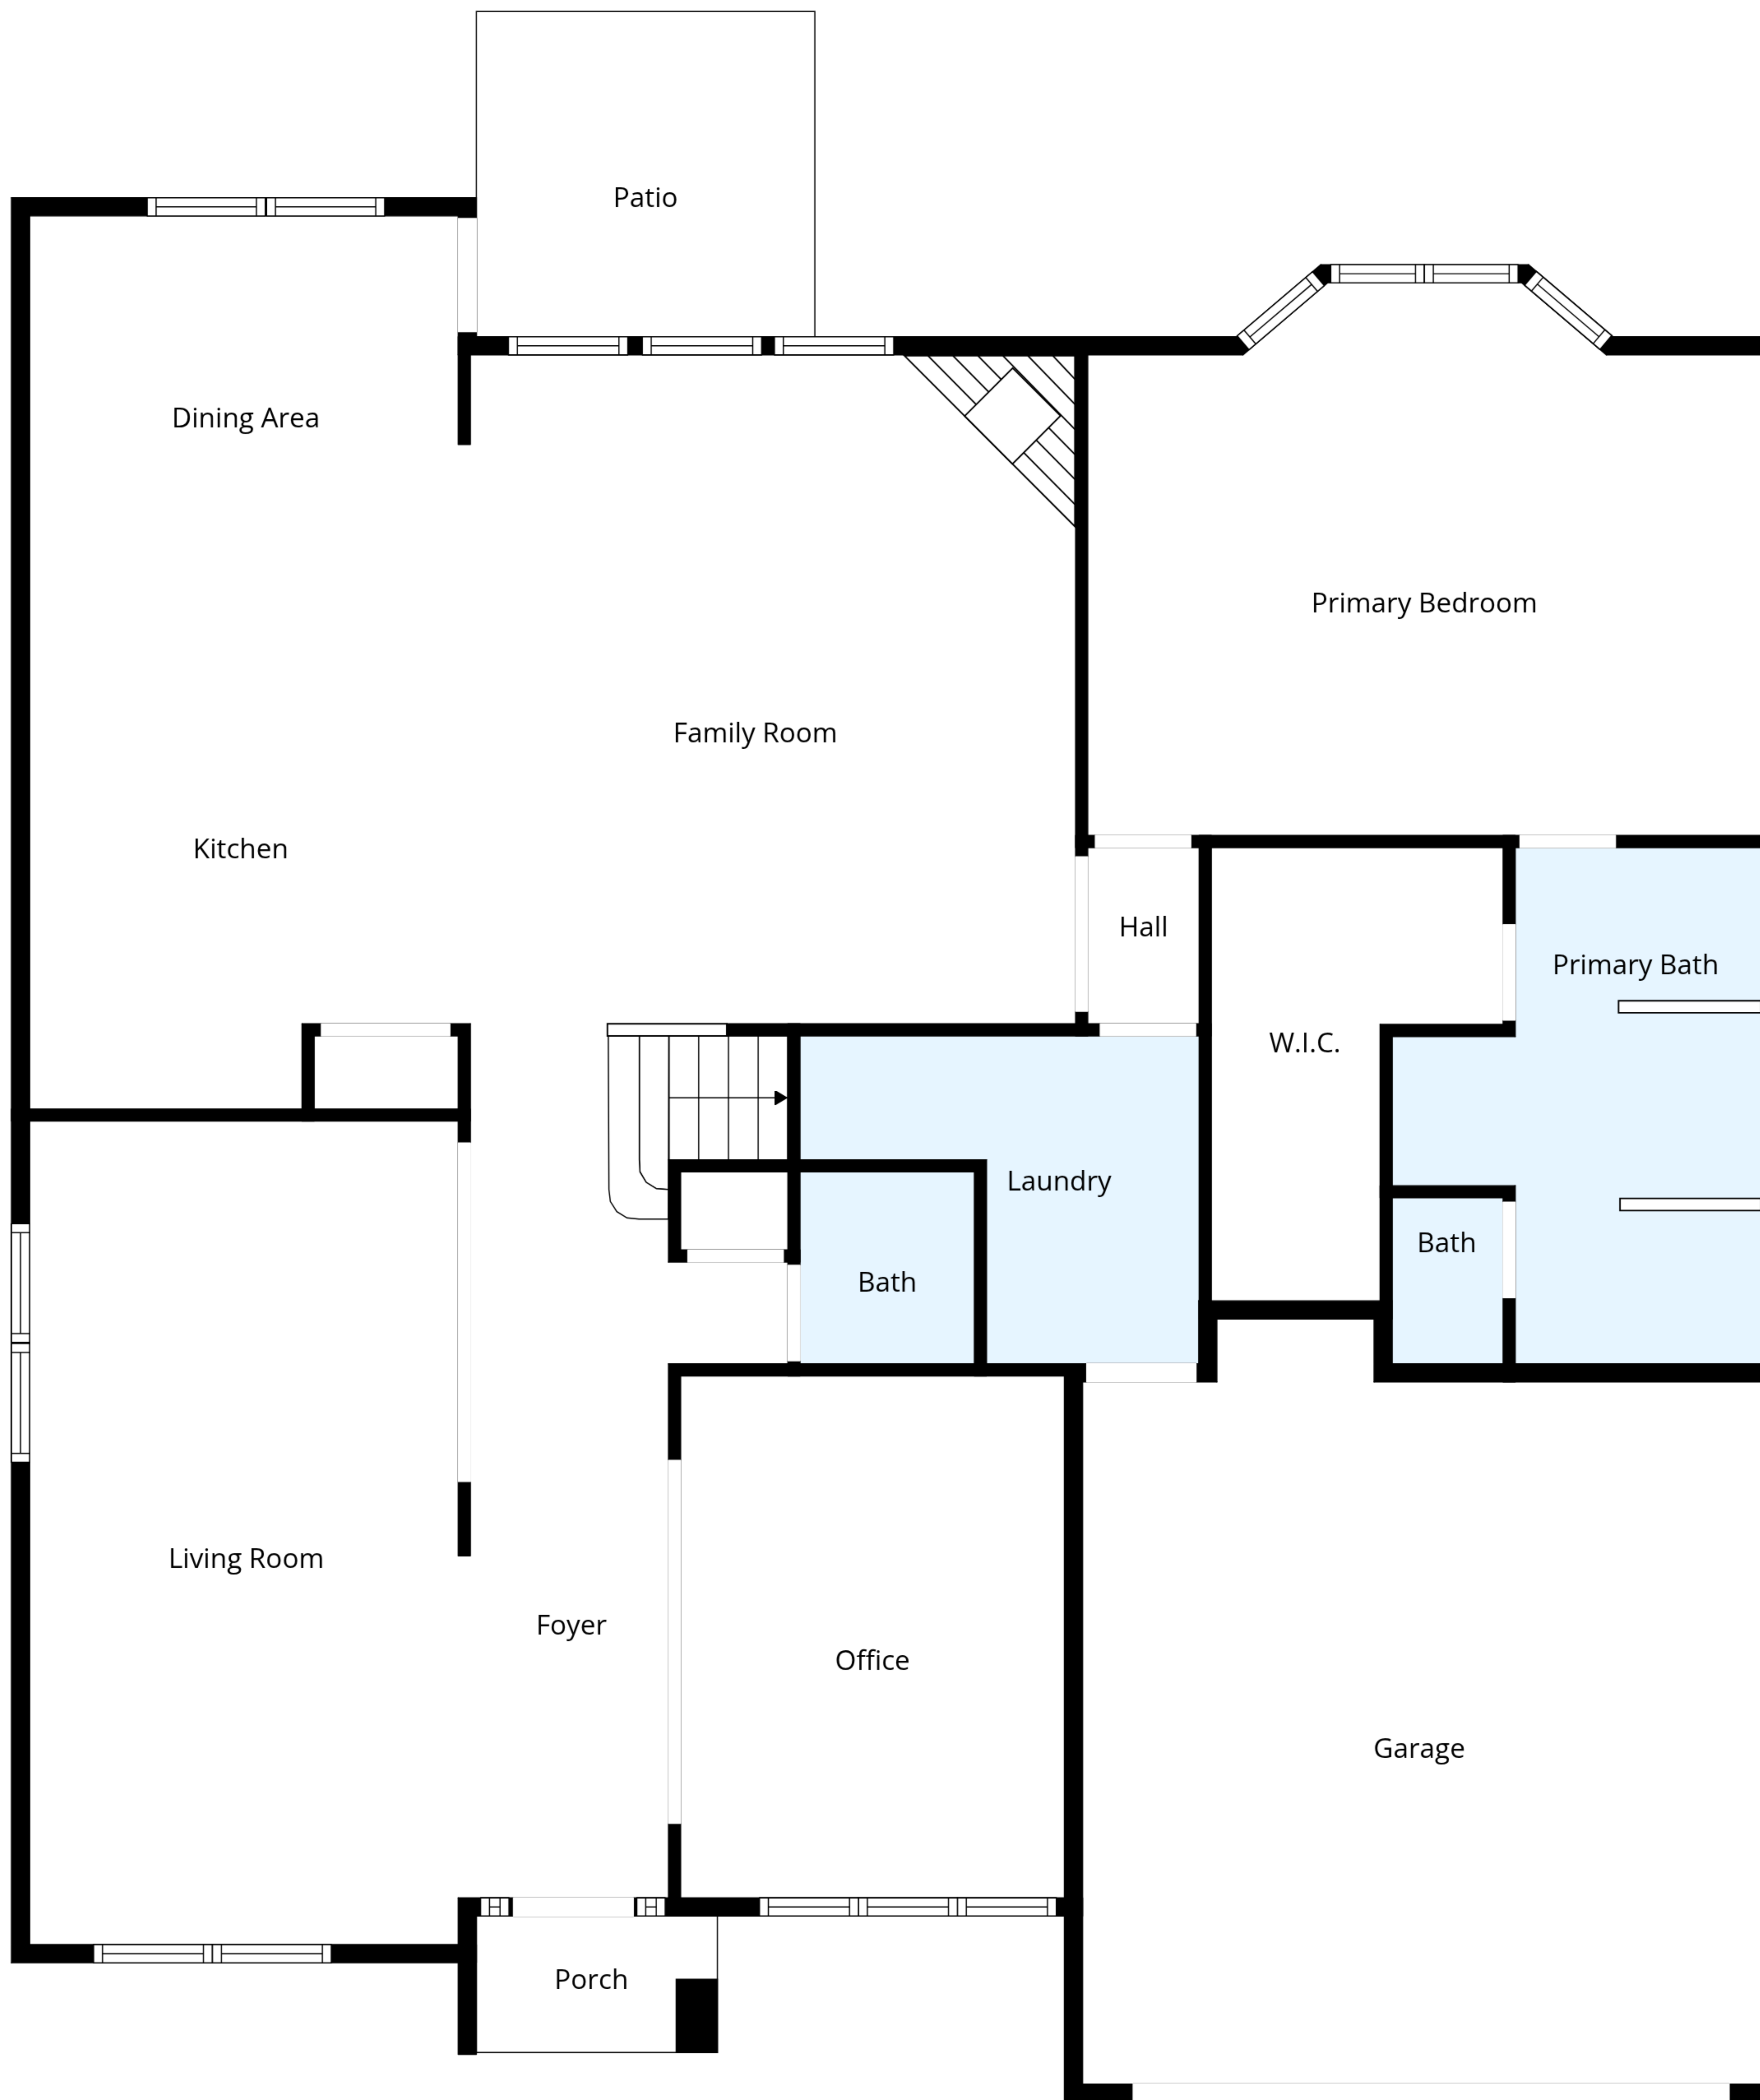 Patio
Dining Area
Primary Bedroom
Family Room
Kitchen
Hall
Primary Bath
W.I.C.
Laundry
Bath
Bath
Living Room
Foyer
Office
Garage
Porch